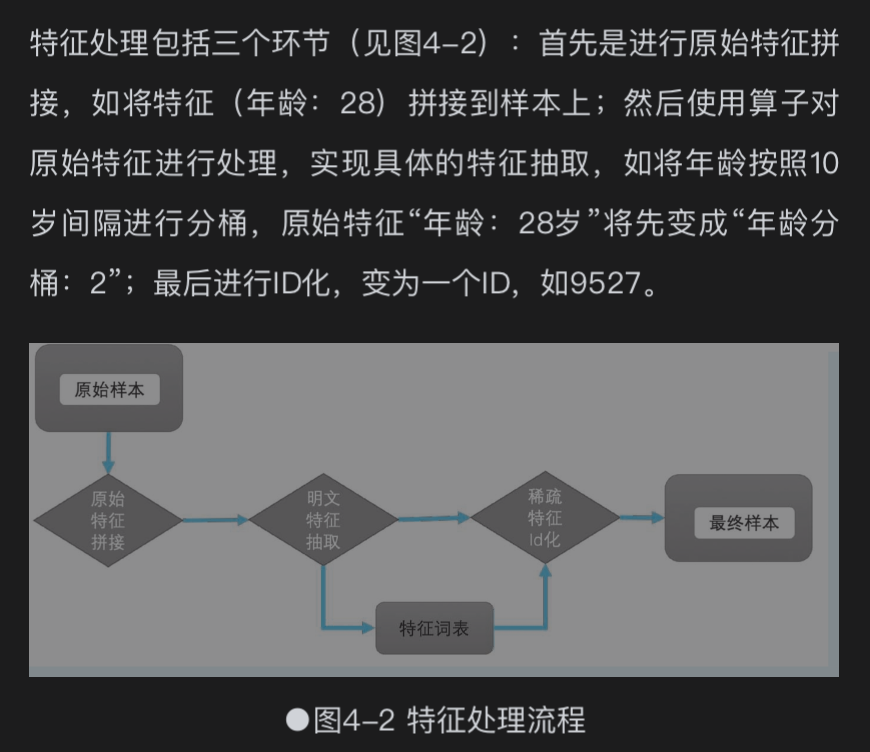 特征处理包括三个环节（见图4-2）：首先是进行原始特征拼
接，如将特征（年龄：28）拼接到样本上；然后使用算子对
原始特征进行处理，实现具体的特征抽取，如将年龄按照10
岁间隔进行分桶，原始特征“年龄：28岁”将先变成“年龄分
桶：2”；最后进行ID化，变为一个ID，如9527。
原始样本
原始
特征
拼接
明文
特征
抽取
稀疏
特征
Id化
最终样本
特征词表
●图4-2 特征处理流程